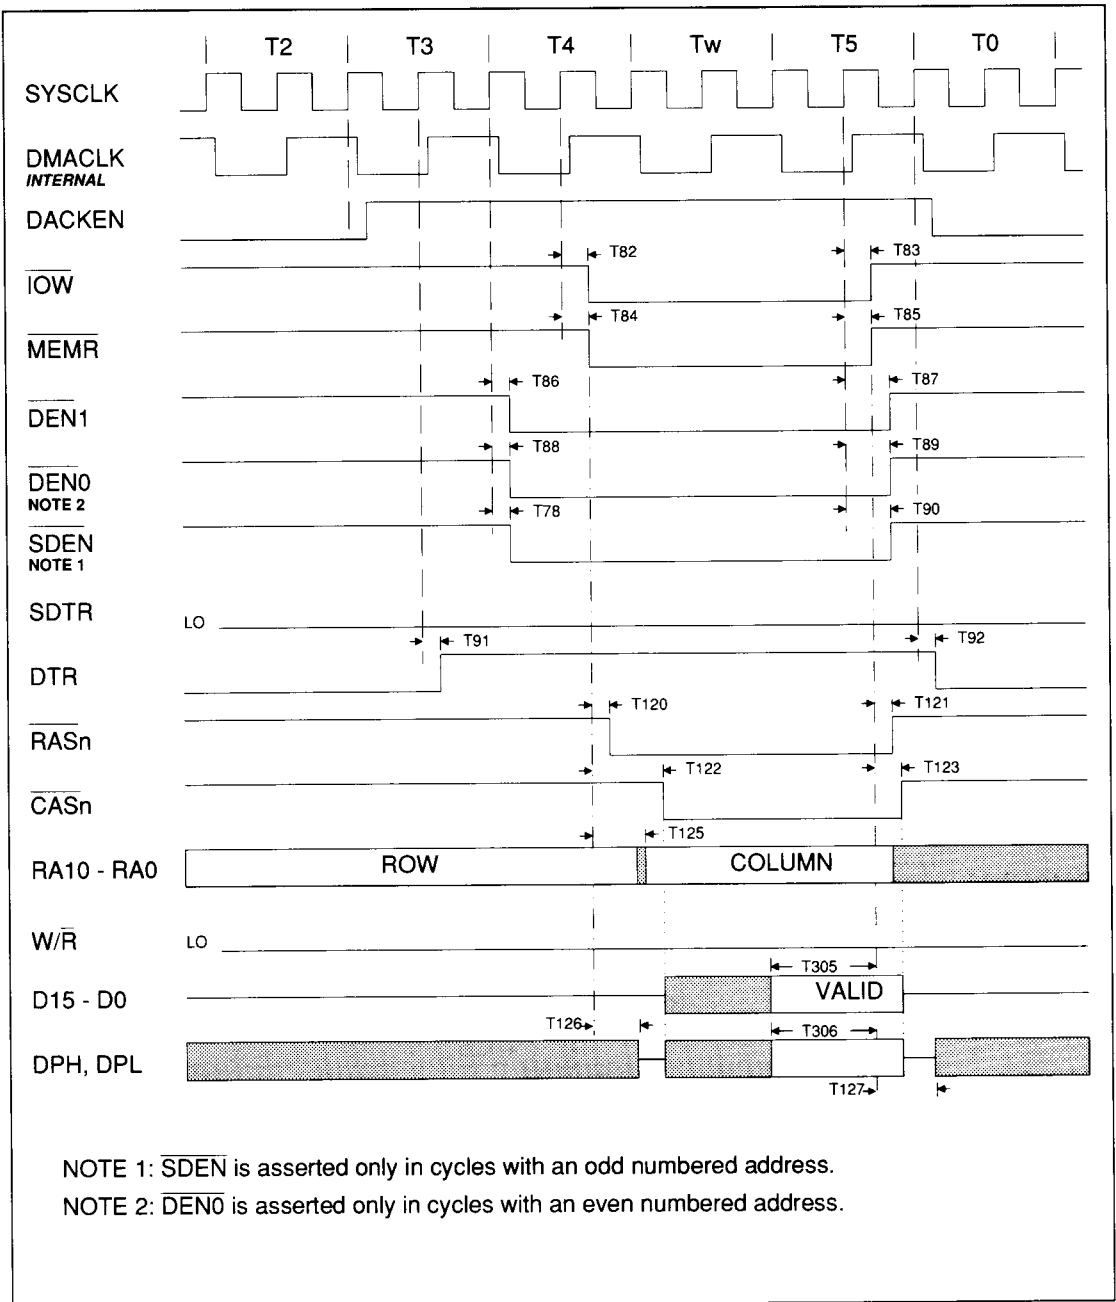 T2 T3 T4 Tw T5 T0
SYSCLK
DMACLK
INTERNAL
DACKEN
T82 T83
IOW
T84 T85
MEMR
T86 T87
DEN1
T88 T89
DEN0
NOTE 2
T78 T90
SDEN
NOTE 1
SDTR
LO
T91 T92
DTR
T120 T121
RASn
T122 T123
CASn
T125
RA10 - RA0 ROW COLUMN
W/R
LO
T305
D15 - D0 VALID
T126 T306
DPH, DPL
T127
NOTE 1: SDEN is asserted only in cycles with an odd numbered address.
NOTE 2: DEN0 is asserted only in cycles with an even numbered address.